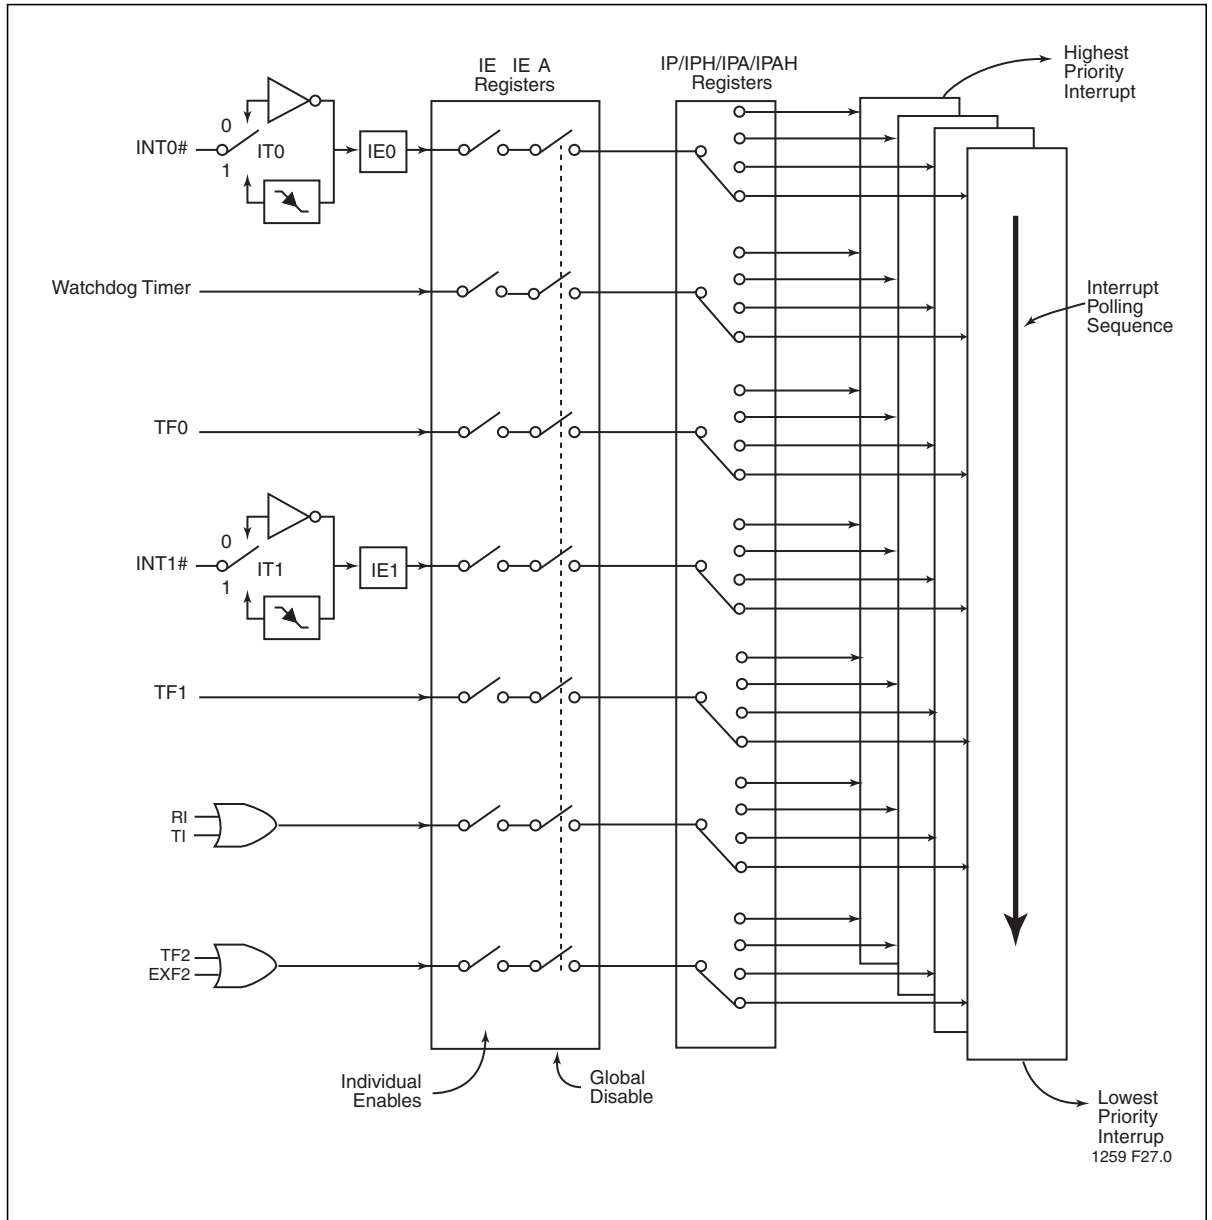 IE IE A
Registers
IP/IPH/IPA/IPAH
Registers
Highest
Priority
Interrupt
0
INT0#
IT0
1
IE0
Watchdog Timer
Interrupt
Polling
Sequence
TF0
0
INT1#
IT1
1
IE1
TF1
RI
TI
TF2
EXF2
Individual
Enables
Global
Disable
Lowest
Priority
Interrup
1259 F27.0